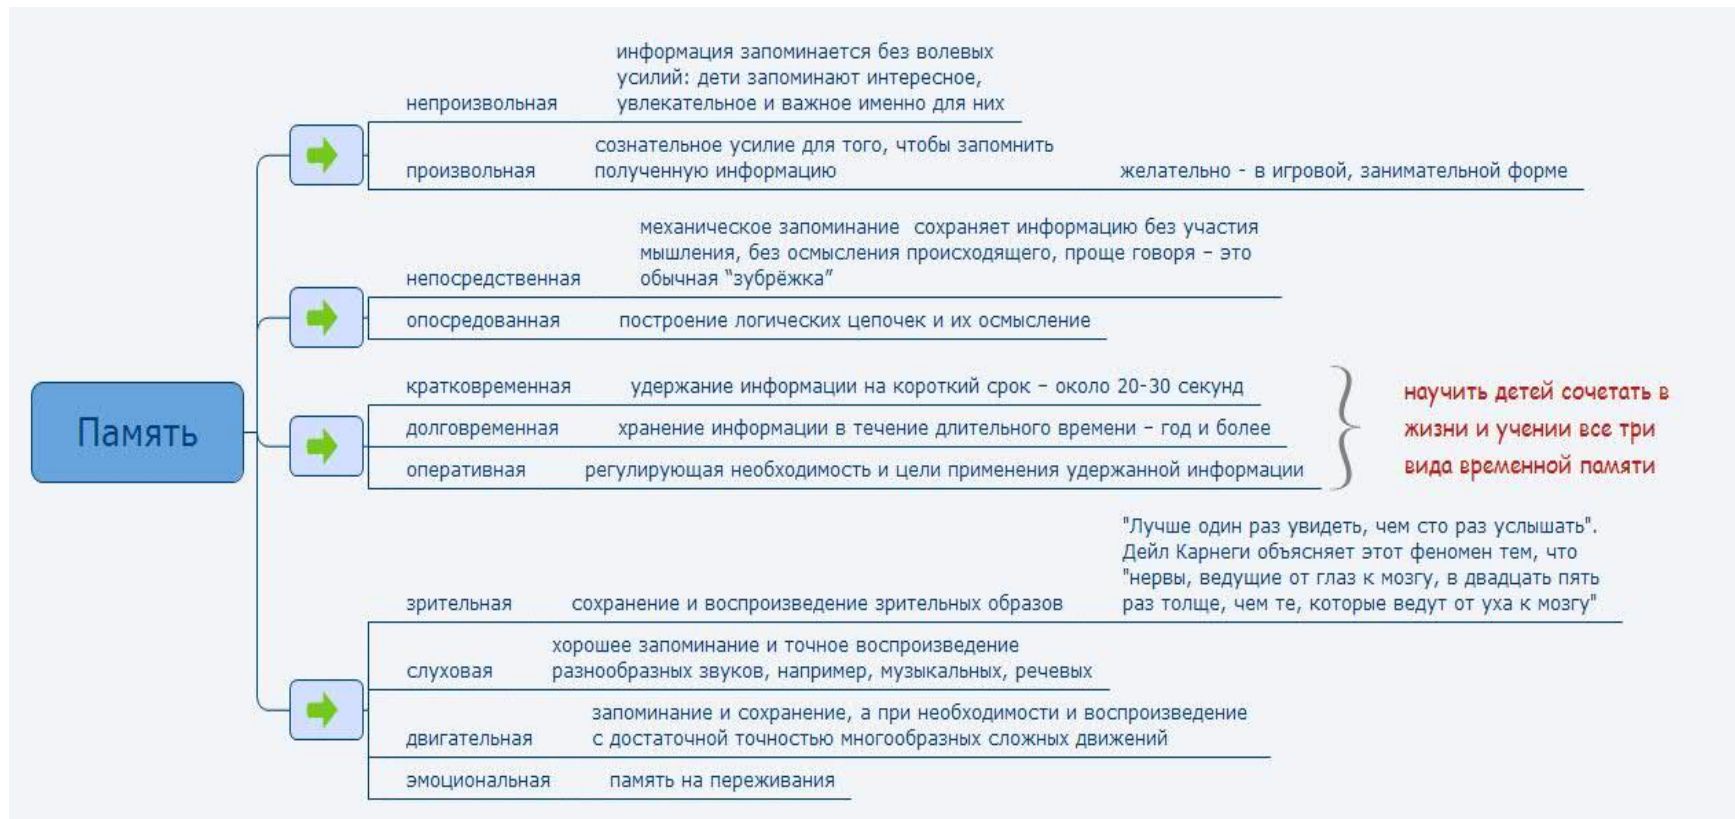 Память
информация запоминается без волевых
усилий: дети запоминают интересное,
непроизвольная увлекательное и важное именно для них
сознательное усилие для того, чтобы запомнить
произвольная полученную информацию желательно - в игровой, занимательной форме
механическое запоминание сохраняет информацию без участия
мышления, без осмысления происходящего, проще говоря – это
непосредственная обычная “зубрёжка”
опосредованная построение логических цепочек и их осмысление
кратковременная удержание информации на короткий срок – около 20-30 секунд
долговременная хранение информации в течение длительного времени – год и более
оперативная регулирующая необходимость и цели применения удержанной информации
научить детей сочетать в
жизни и учении все три
вида временной памяти
"Лучше один раз увидеть, чем сто раз услышать".
Дейл Карнеги объясняет этот феномен тем, что
"нервы, ведущие от глаз к мозгу, в двадцать пять
зрительная сохранение и воспроизведение зрительных образов раз толще, чем те, которые ведут от уха к мозгу"
хорошее запоминание и точное воспроизведение
слуховая разнообразных звуков, например, музыкальных, речевых
запоминание и сохранение, а при необходимости и воспроизведение
двигательная с достаточной точностью многообразных сложных движений
эмоциональная память на переживания